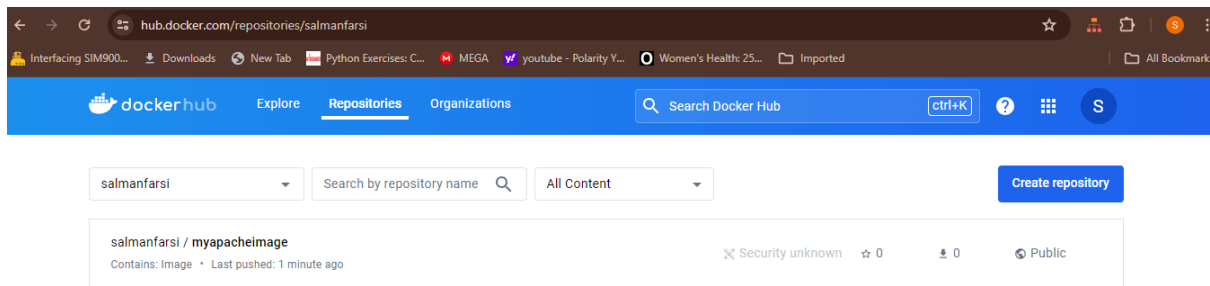 hub.docker.com/repositories/salmanfarsi S
Interfacing SIM900... Downloads New Tab Python Exercises: C... MEGA youtube - Polarity Y... Women's Health: 25... Imported All Bookmark
dockerhub Explore Repositories Organizations Search Docker Hub ctrl+K ? S
salmanfarsi Search by repository name All Content Create repository
salmanfarsi / myapacheimage
Security unknown 0 0 Public
Contains: Image • Last pushed: 1 minute ago